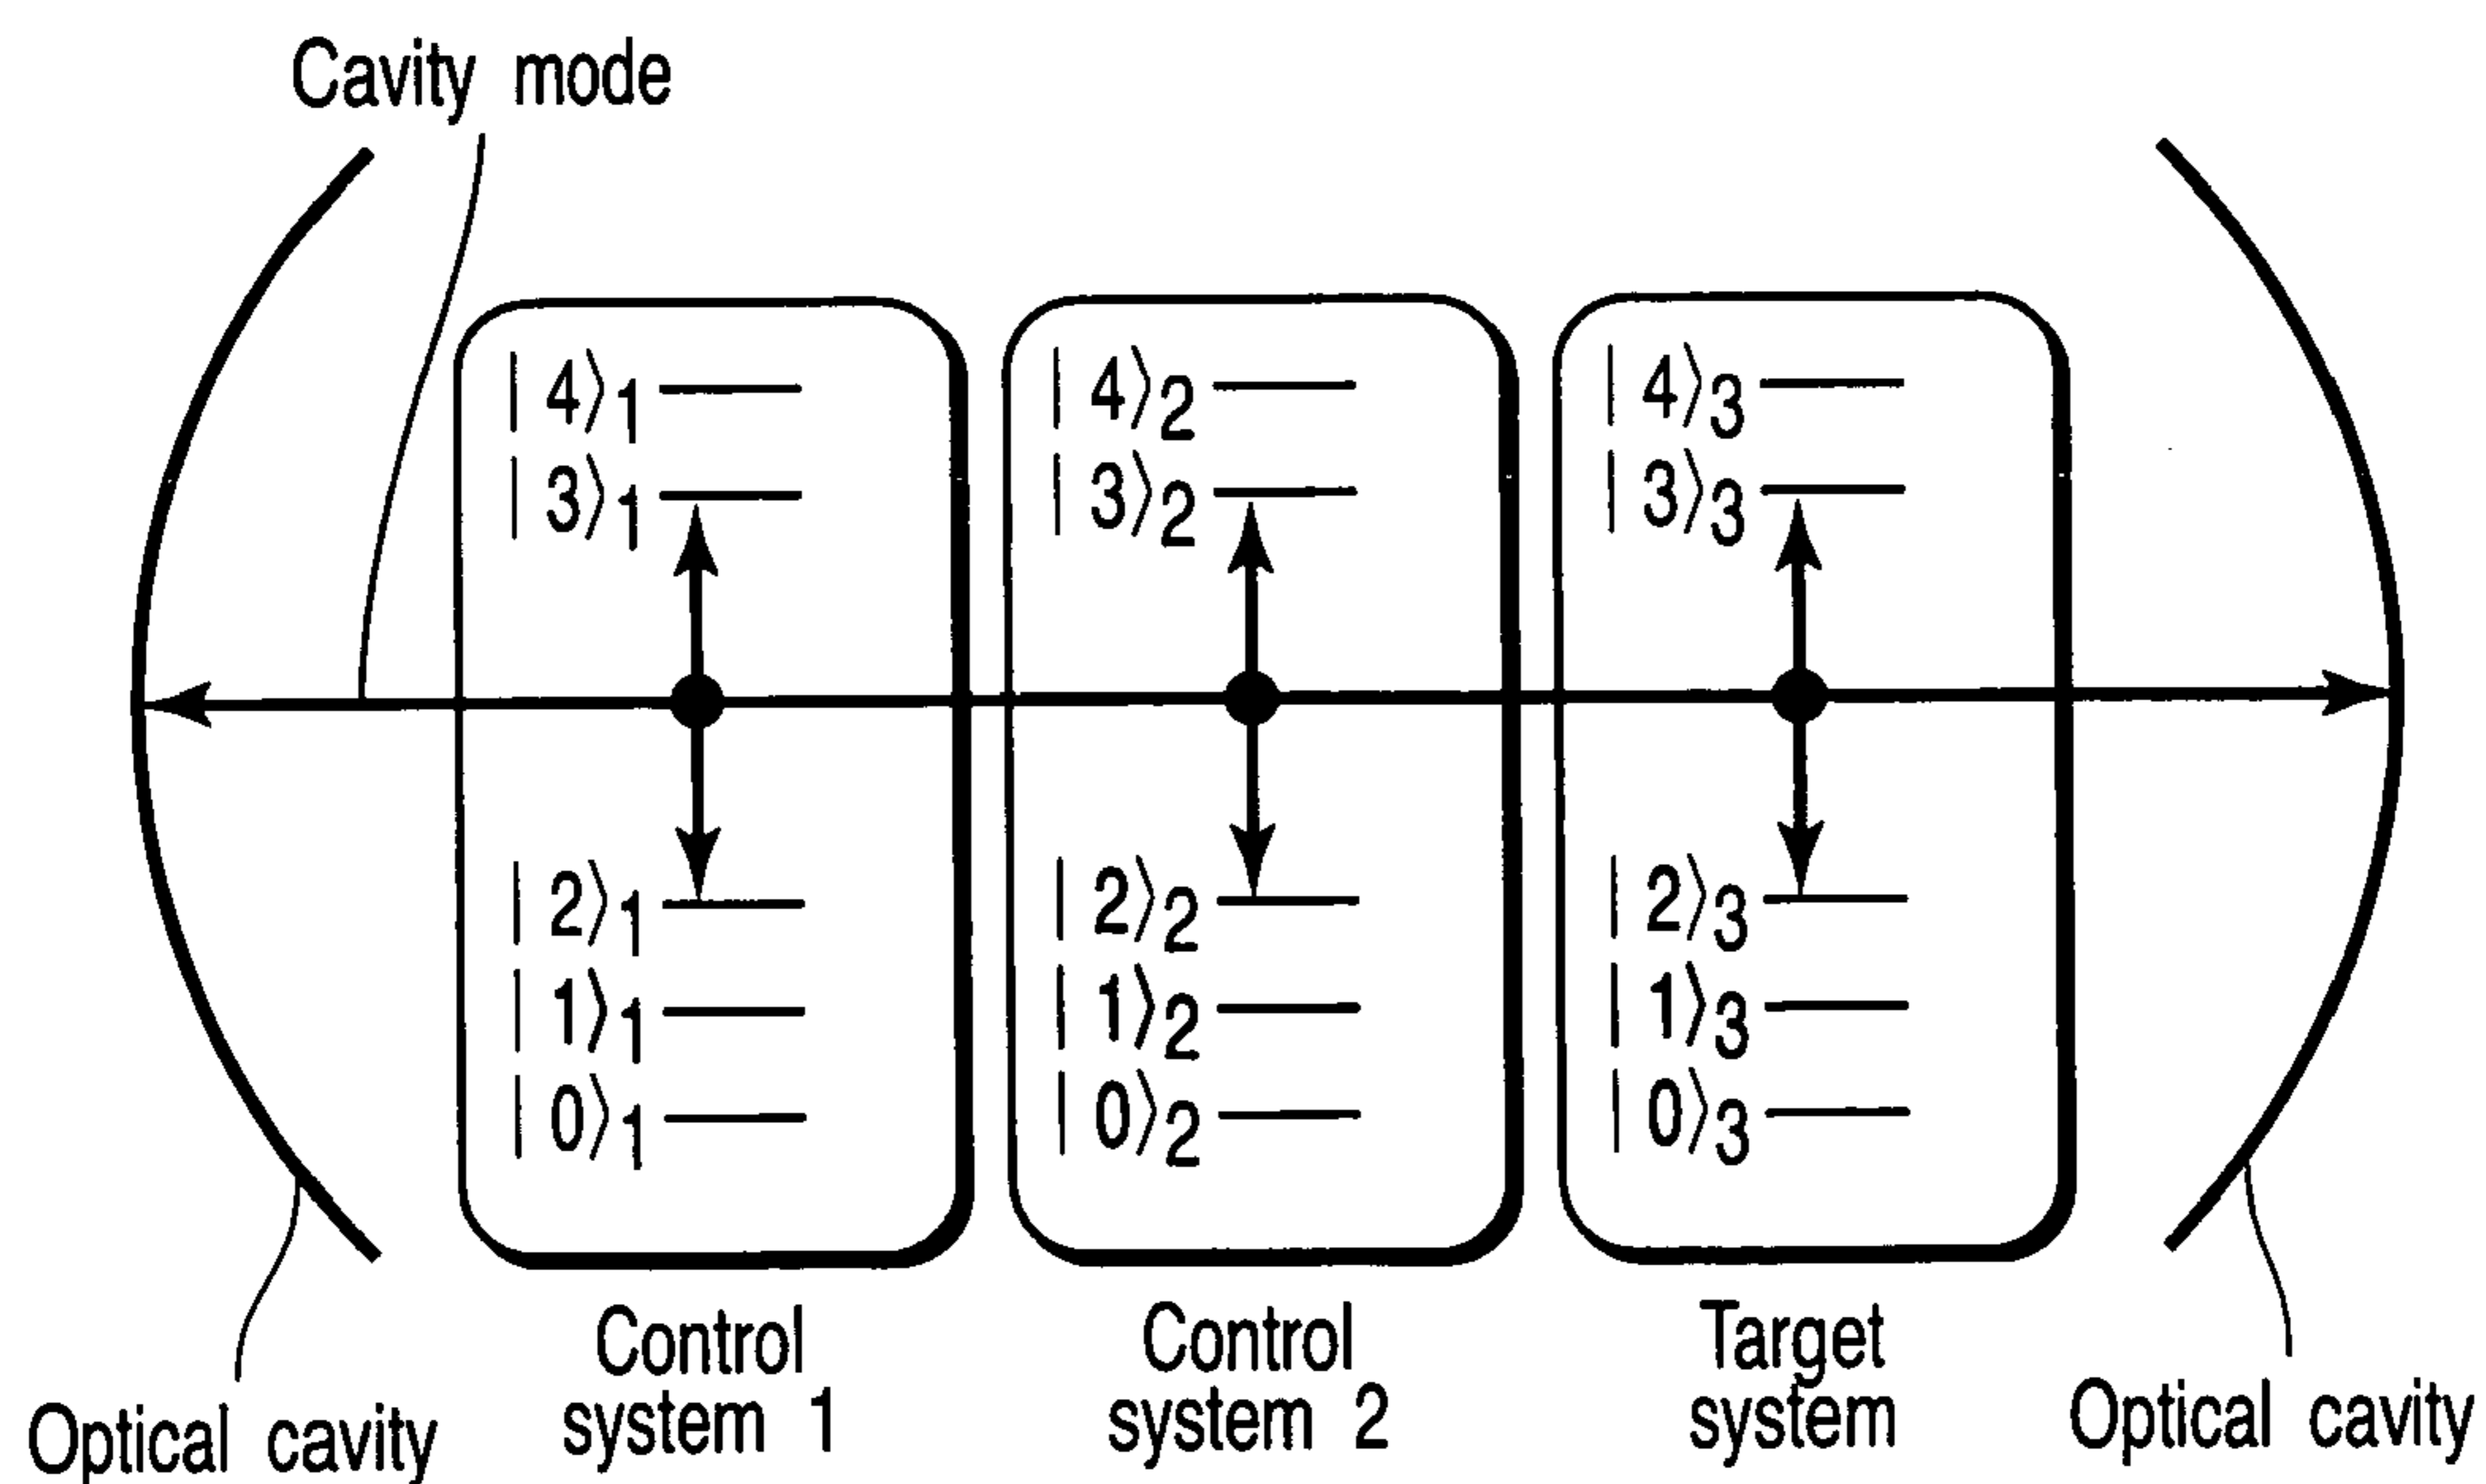 Cavity mode
|4⟩1 |4⟩2 |4⟩3
|3⟩1 |3⟩2 |3⟩3
|2⟩1 |2⟩2 |2⟩3
|1⟩1 |1⟩2 |1⟩3
|0⟩1 |0⟩2 |0⟩3
Control
system 1
Control
system 2
Target
system
Optical cavity
Optical cavity